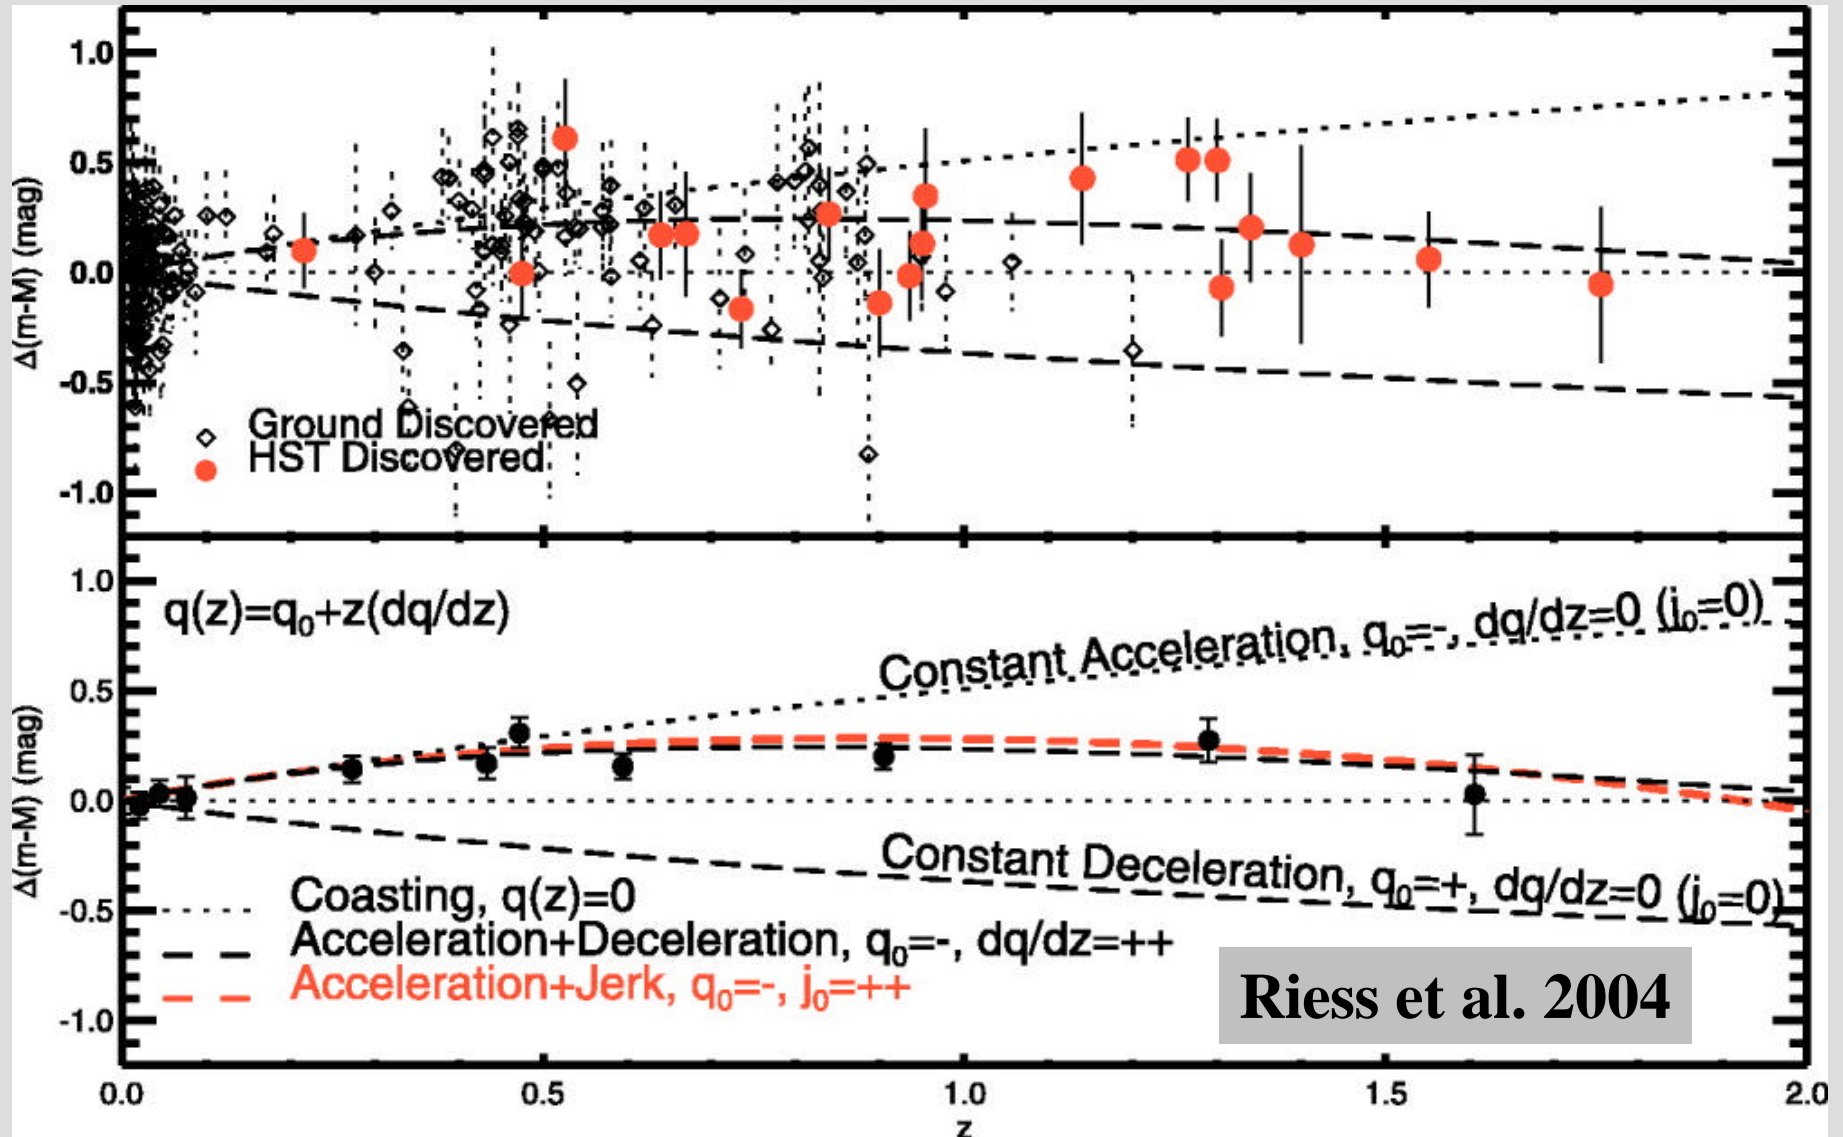 1.0
0.5
0.0
-0.5
-1.0
Δ(m-M) (mag)
Ground Discovered
HST Discovered
1.0
0.5
0.0
-0.5
-1.0
Δ(m-M) (mag)
q(z)=q₀+z(dq/dz)
Constant Acceleration, q₀=-, dq/dz=0 (j₀=0)
Constant Deceleration, q₀=+, dq/dz=0 (j₀=0)
Coasting, q(z)=0
Acceleration+Deceleration, q₀=-, dq/dz=++
Acceleration+Jerk, q₀=-, j₀=++
Riess et al. 2004
0.0 0.5 1.0 1.5 2.0
z